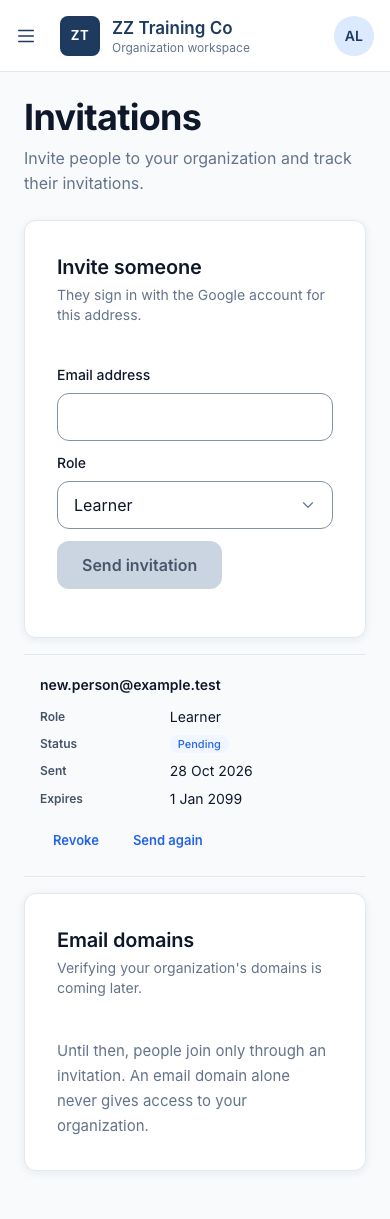 ZT
ZZ Training Co
Organization workspace
AL
Invitations
Invite people to your organization and track
their invitations.
Invite someone
They sign in with the Google account for
this address.
Email address
Role
Learner
Send invitation
new.person@example.test
Role Learner
Status Pending
Sent 28 Oct 2026
Expires 1 Jan 2099
Revoke Send again
Email domains
Verifying your organization's domains is
coming later.
Until then, people join only through an
invitation. An email domain alone
never gives access to your
organization.